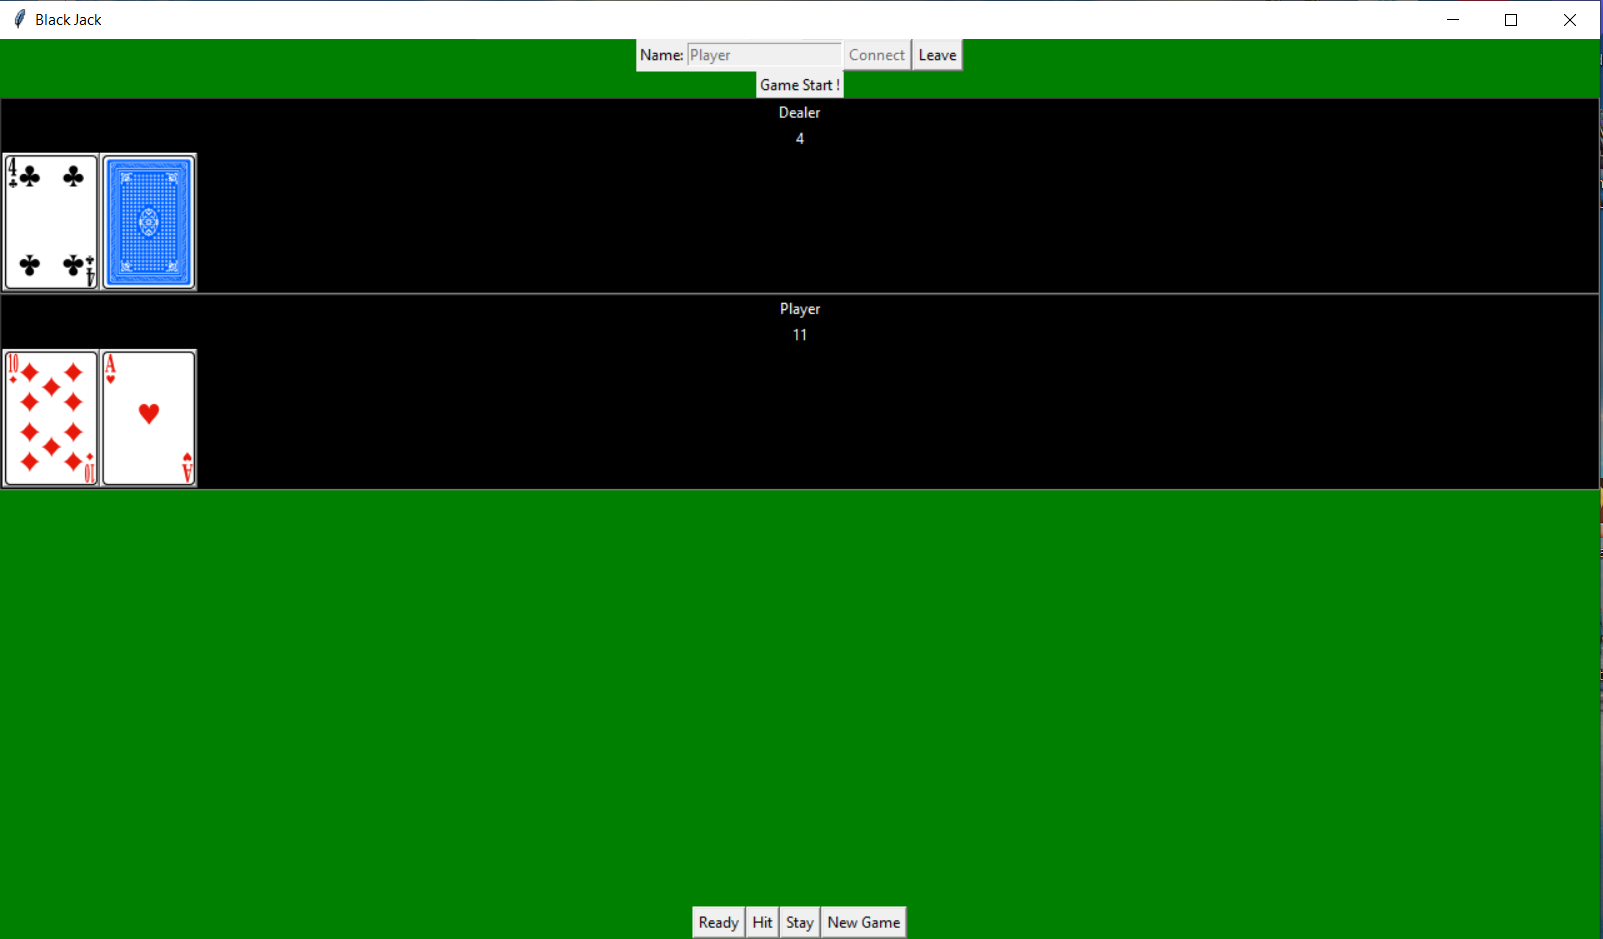 Black Jack
Name: Player Connect Leave
Game Start !
Dealer
4
4
4
Player
11
10 A
10 A
Ready Hit Stay New Game